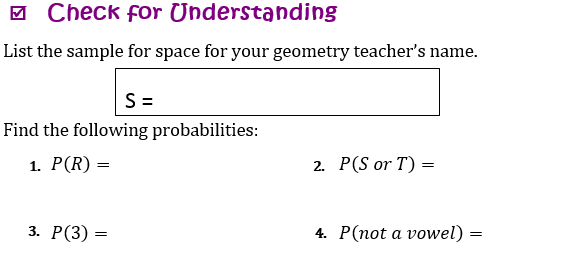 ☑ Check for Understanding
List the sample for space for your geometry teacher's name.
S =
Find the following probabilities:
1. P(R) = 2. P(S or T) =
3. P(3) = 4. P(not a vowel) =